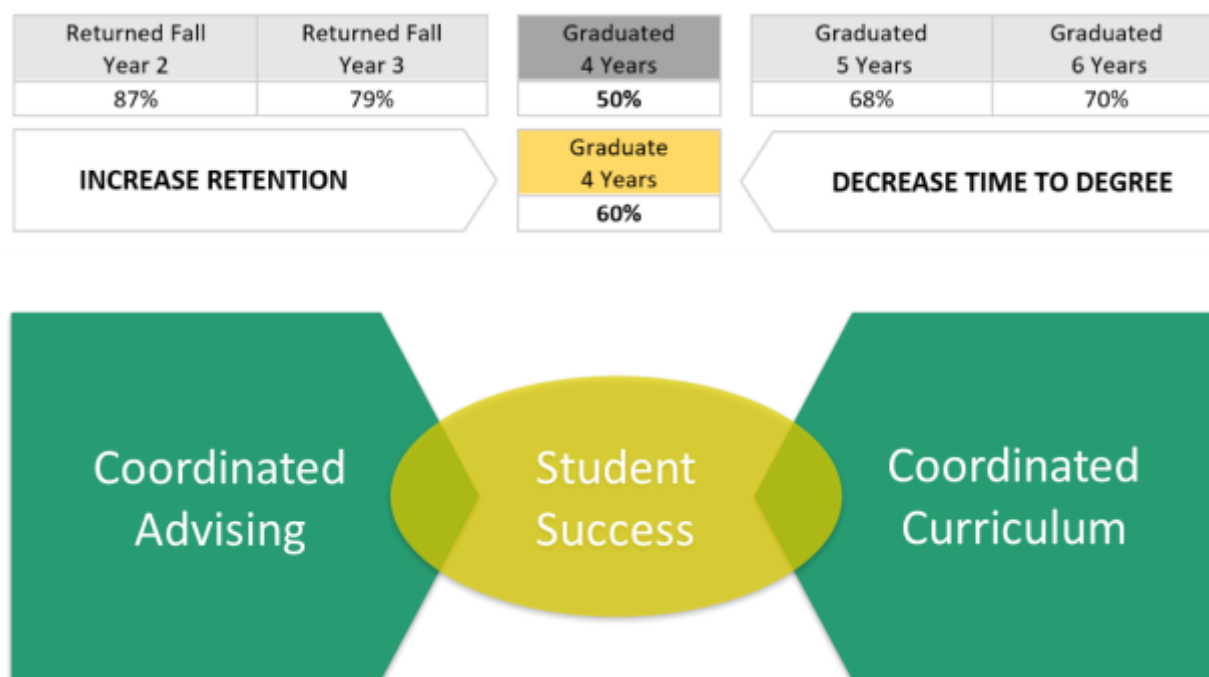 Returned Fall Year 2
Returned Fall Year 3
Graduated 4 Years
Graduated 5 Years
Graduated 6 Years
87%
79%
50%
68%
70%
INCREASE RETENTION
Graduate 4 Years
60%
DECREASE TIME TO DEGREE
Coordinated
Advising
Student
Success
Coordinated
Curriculum